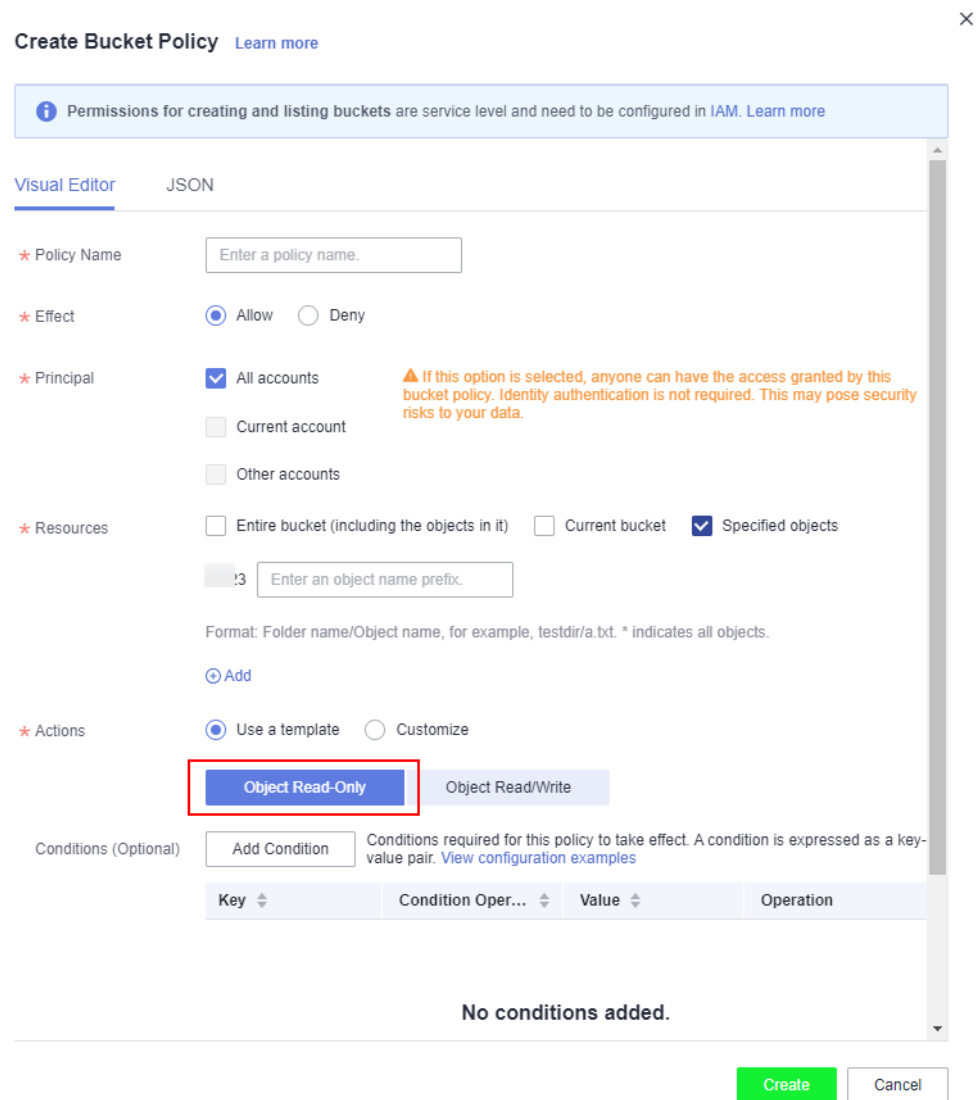 Create Bucket Policy Learn more
Permissions for creating and listing buckets are service level and need to be configured in IAM. Learn more
Visual Editor JSON
* Policy Name Enter a policy name.
* Effect Allow Deny
* Principal All accounts If this option is selected, anyone can have the access granted by this
bucket policy. Identity authentication is not required. This may pose security
risks to your data.
Current account
Other accounts
* Resources Entire bucket (including the objects in it) Current bucket Specified objects
23 Enter an object name prefix.
Format: Folder name/Object name, for example, testdir/a.txt. * indicates all objects.
Add
* Actions Use a template Customize
Object Read-Only Object Read/Write
Conditions (Optional) Add Condition Conditions required for this policy to take effect. A condition is expressed as a key-
value pair. View configuration examples
Key Condition Oper... Value Operation
No conditions added.
Create Cancel